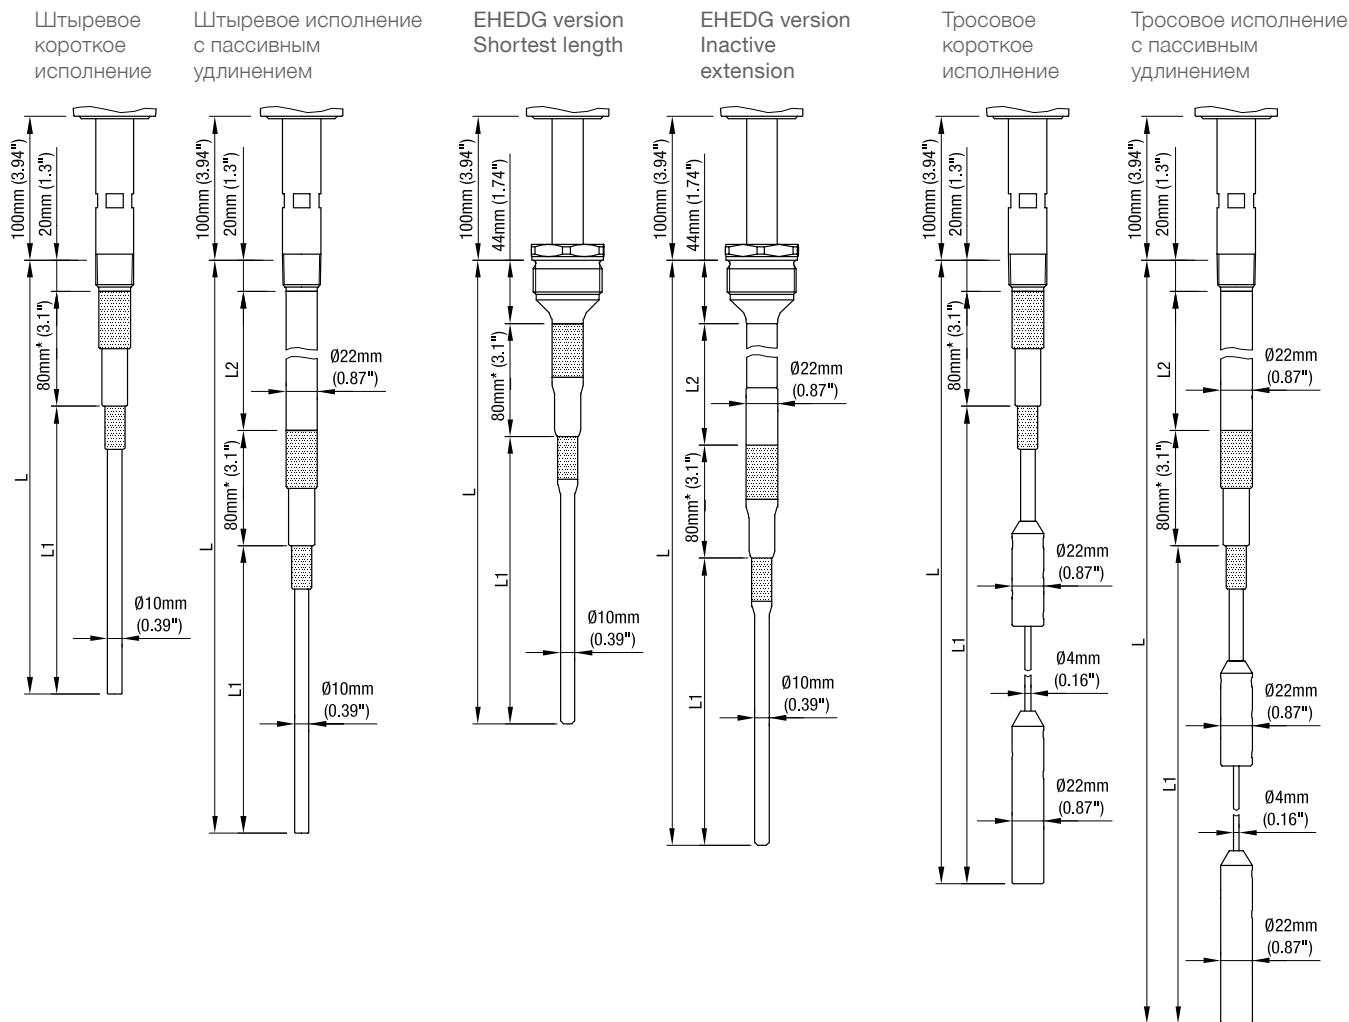 Штыревое
короткое
исполнение
Штыревое исполнение
с пассивным
удлинением
EHEDG version
Shortest length
EHEDG version
Inactive
extension
Тросовое
короткое
исполнение
Тросовое исполнение
с пассивным
удлинением
100mm (3.94")
20mm (1.3")
80mm* (3.1")
L
L1
Ø10mm
(0.39")
100mm (3.94")
20mm (1.3")
L2
Ø22mm
(0.87")
80mm* (3.1")
L
L1
Ø10mm
(0.39")
100mm (3.94")
44mm (1.74")
80mm* (3.1")
L
L1
Ø10mm
(0.39")
100mm (3.94")
44mm (1.74")
L2
Ø22mm
(0.87")
80mm* (3.1")
L
L1
Ø10mm
(0.39")
100mm (3.94")
20mm (1.3")
80mm* (3.1")
L
L1
Ø22mm
(0.87")
Ø4mm
(0.16")
Ø22mm
(0.87")
100mm (3.94")
20mm (1.3")
L2
Ø22mm
(0.87")
80mm* (3.1")
L
L1
Ø22mm
(0.87")
Ø4mm
(0.16")
Ø22mm
(0.87")